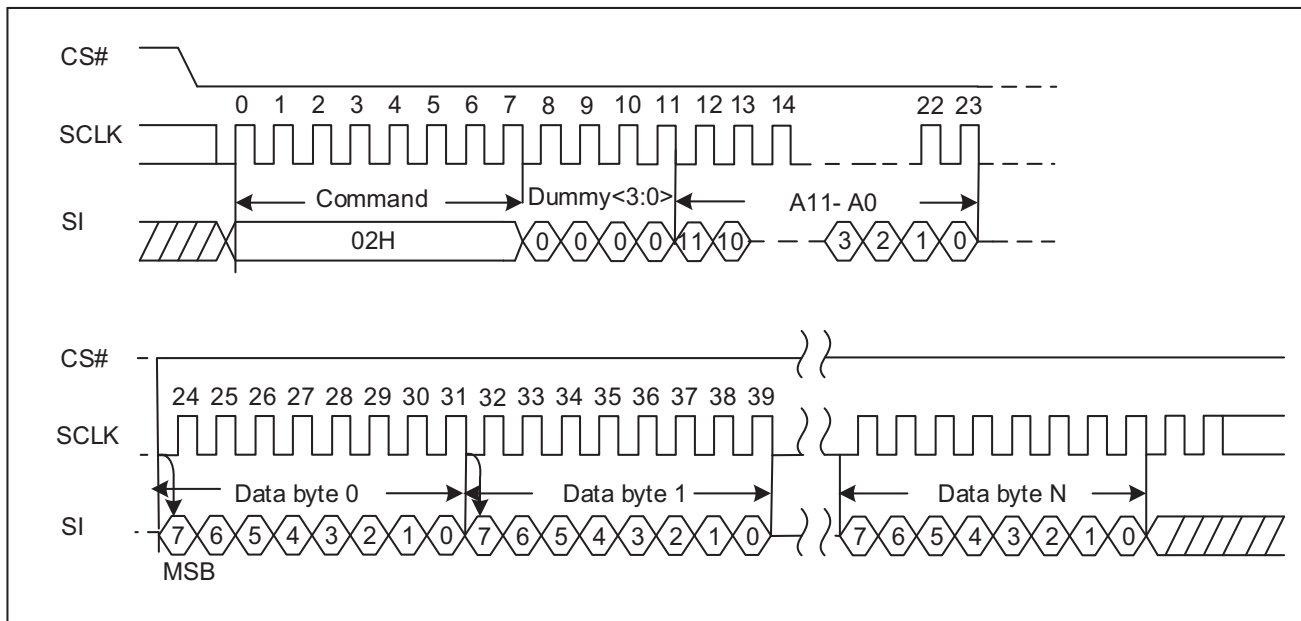 CS#
0 1 2 3 4 5 6 7 8 9 10 11 12 13 14 22 23
SCLK
Command Dummy<3:0> A11- A0
SI
02H 0 0 0 0 11 10 3 2 1 0
CS#
24 25 26 27 28 29 30 31 32 33 34 35 36 37 38 39
SCLK
Data byte 0 Data byte 1 Data byte N
SI
7 6 5 4 3 2 1 0 7 6 5 4 3 2 1 0 7 6 5 4 3 2 1 0
MSB